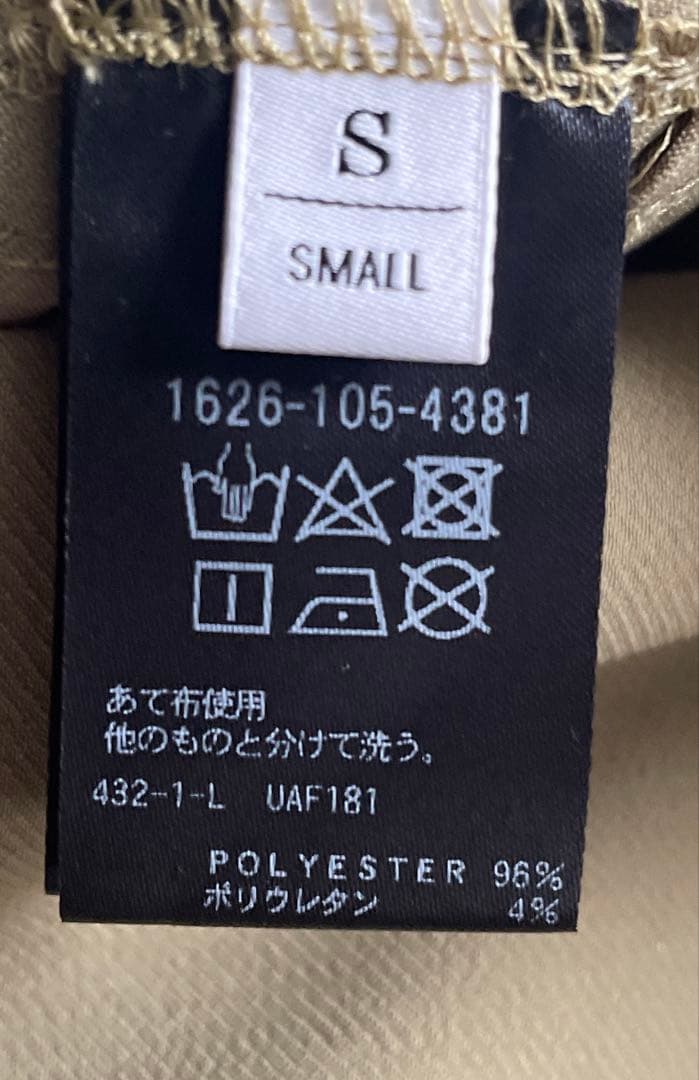 S
SMALL
1626-105-4381
あて布使用
他のものと分けて洗う。
432-1-L UAF181
POLYESTER 96%
ポリウレタン 4%